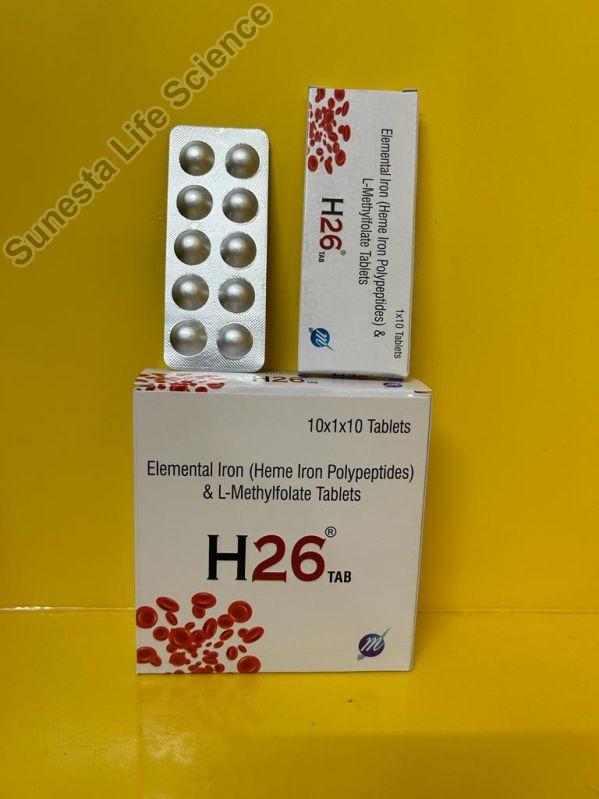 Sunesta Life Science
Elemental Iron (Heme Iron Polypeptides) &
L-Methylfolate Tablets
H26® TAB
1x10 Tablets
m
H26
10x1x10 Tablets
Elemental Iron (Heme Iron Polypeptides)
& L-Methylfolate Tablets
H26® TAB
m